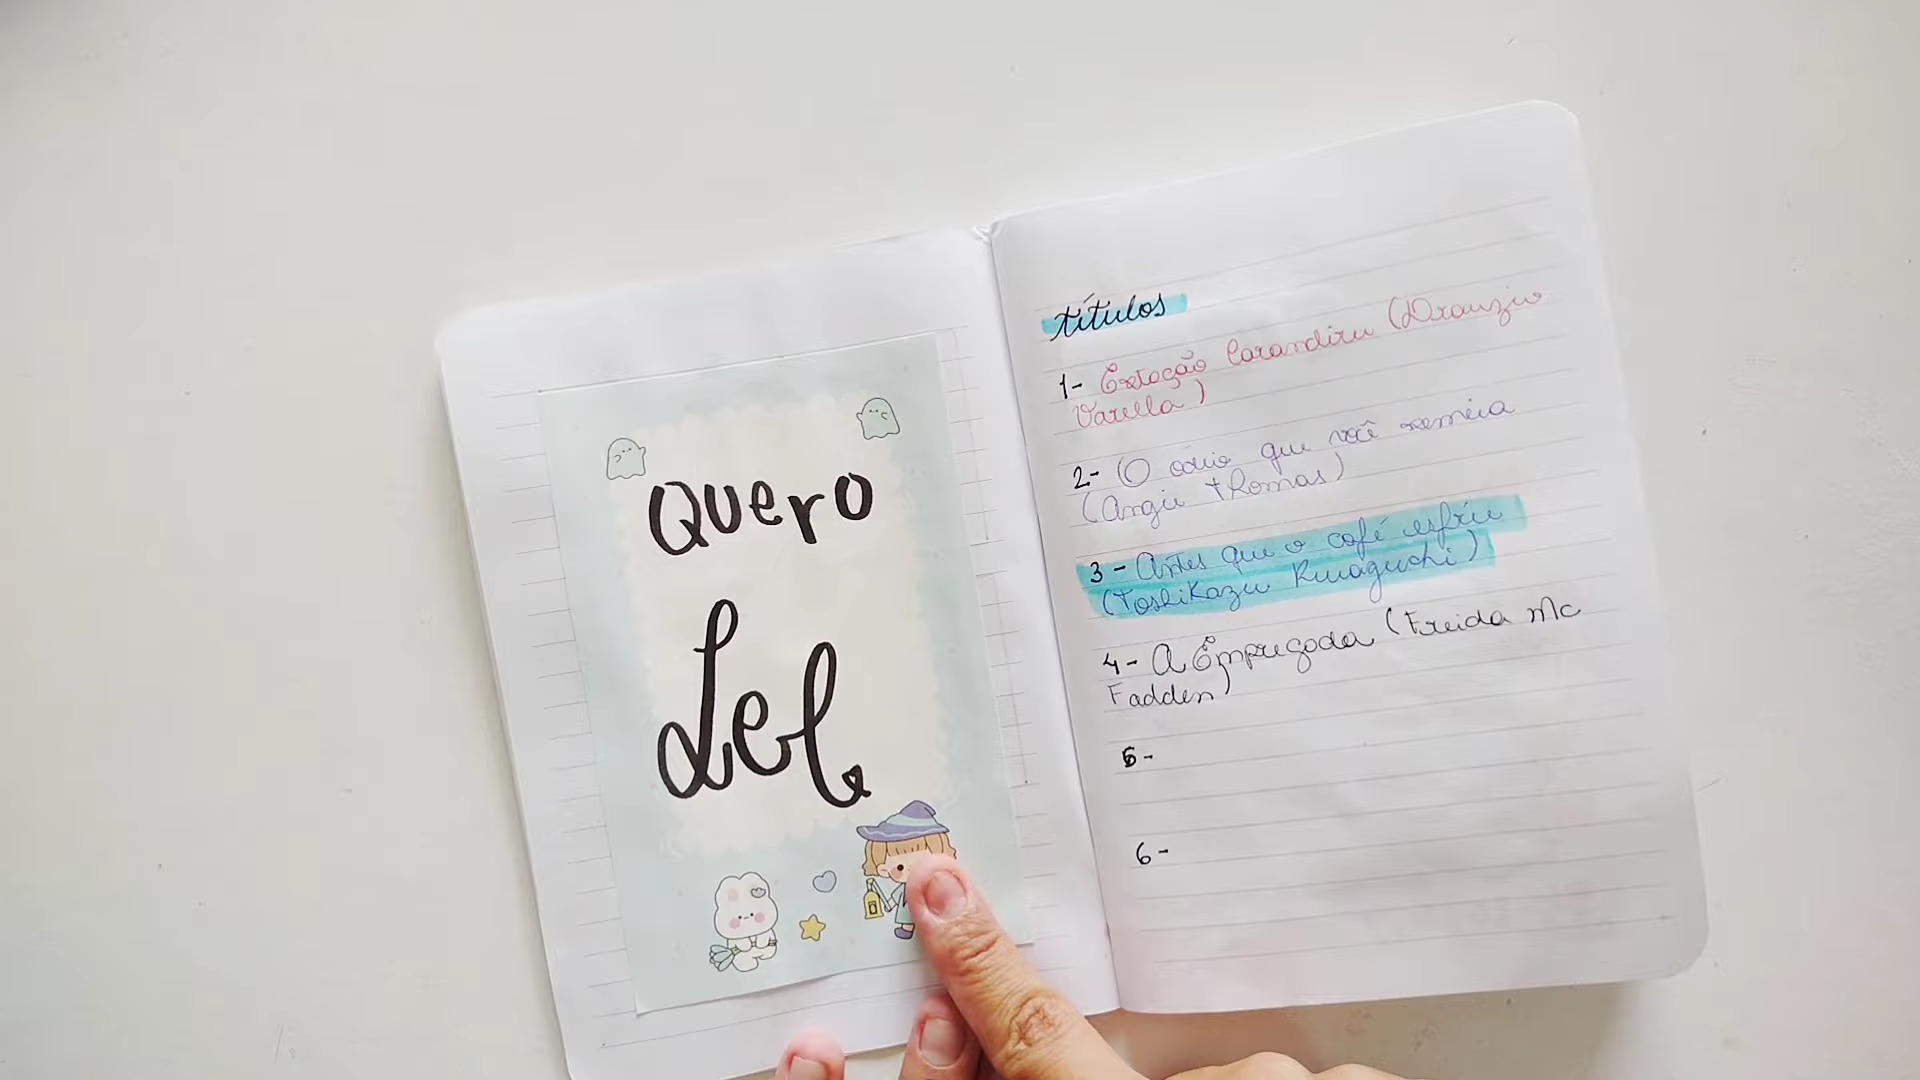 Quero
Ler
títulos
1- Estação Carandiru (Drauzio
Varella)
2- O ódio que você semeia
(Angie Thomas)
3- Antes que o café esfrie
(Toshikazu Kwaguchi)
4- A Empregada (Freida Mc
Fadden)
5-
6-